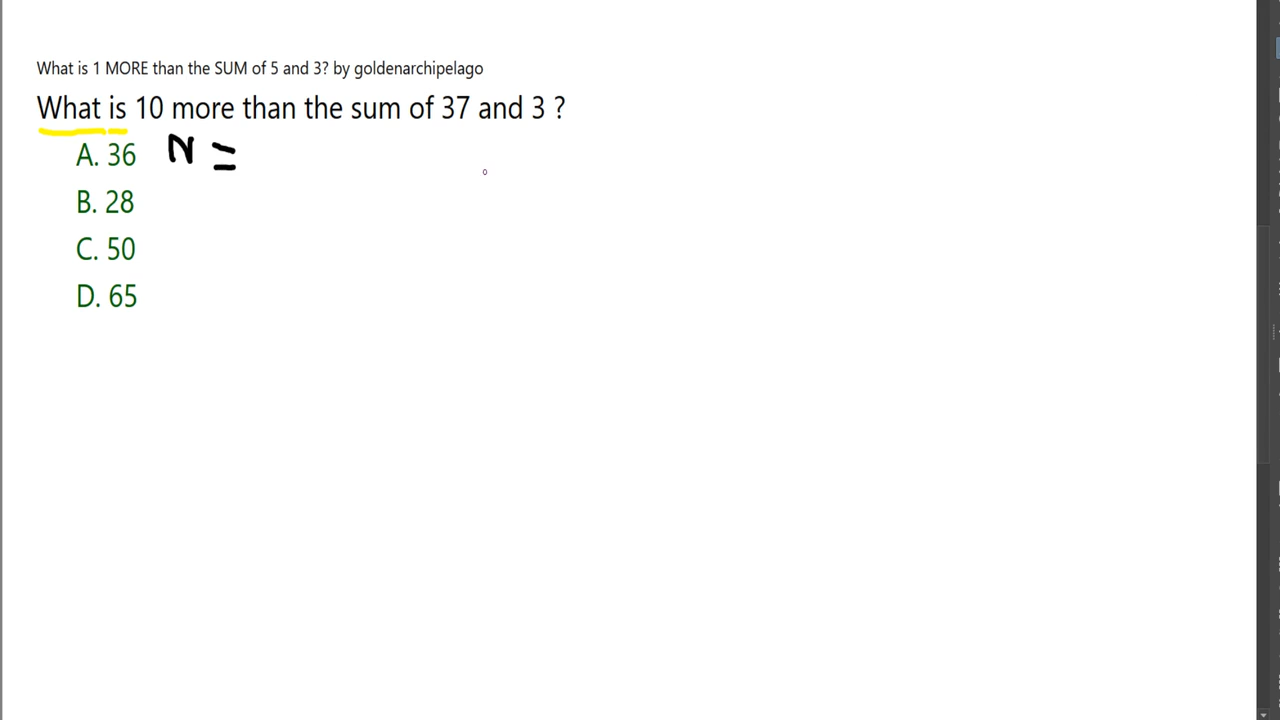 What is 1 MORE than the SUM of 5 and 3? by goldenarchipelago
What is 10 more than the sum of 37 and 3 ?
A. 36 N =
B. 28
C. 50
D. 65